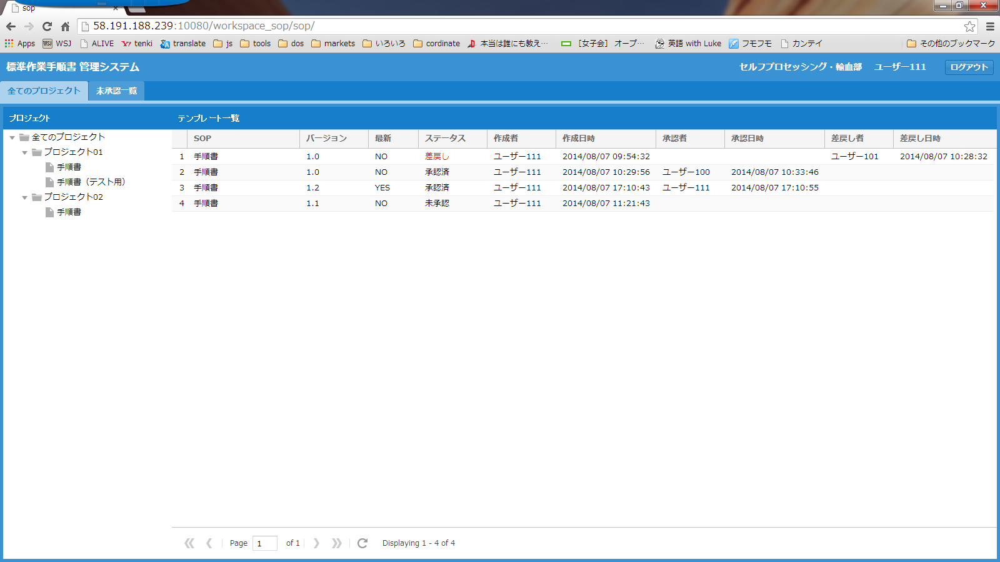 sop
58.191.188.239:10080/workspace_sop/sop/
Apps WSJ ALIVE tenki translate js tools dos markets いろいろ cordinate 本当は誰にも教え… [女子会] オープ… 英語 with Luke フモフモ カンテイ その他のブックマーク
標準作業手順書 管理システム セルフプロセッシング・輸血部 ユーザー111 ログアウト
全てのプロジェクト 未承認一覧
プロジェクト テンプレート一覧
全てのプロジェクト
プロジェクト01
手順書
手順書（テスト用）
プロジェクト02
手順書
SOP バージョン 最新 ステータス 作成者 作成日時 承認者 承認日時 差戻し者 差戻し日時
1 手順書 1.0 NO 差戻し ユーザー111 2014/08/07 09:54:32 ユーザー101 2014/08/07 10:28:32
2 手順書 1.0 NO 承認済 ユーザー111 2014/08/07 10:29:56 ユーザー100 2014/08/07 10:33:46
3 手順書 1.2 YES 承認済 ユーザー111 2014/08/07 17:10:43 ユーザー111 2014/08/07 17:10:55
4 手順書 1.1 NO 未承認 ユーザー111 2014/08/07 11:21:43
Page 1 of 1 Displaying 1 - 4 of 4